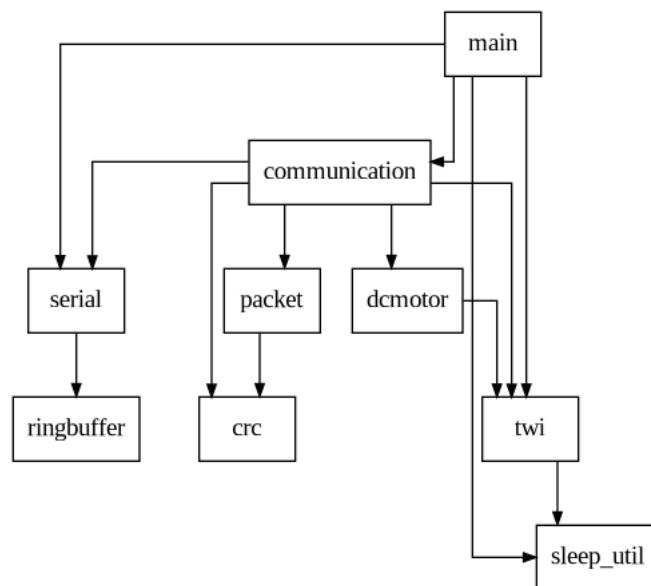 main
communication
serial
packet
dcmotor
ringbuffer
crc
twi
sleep_util